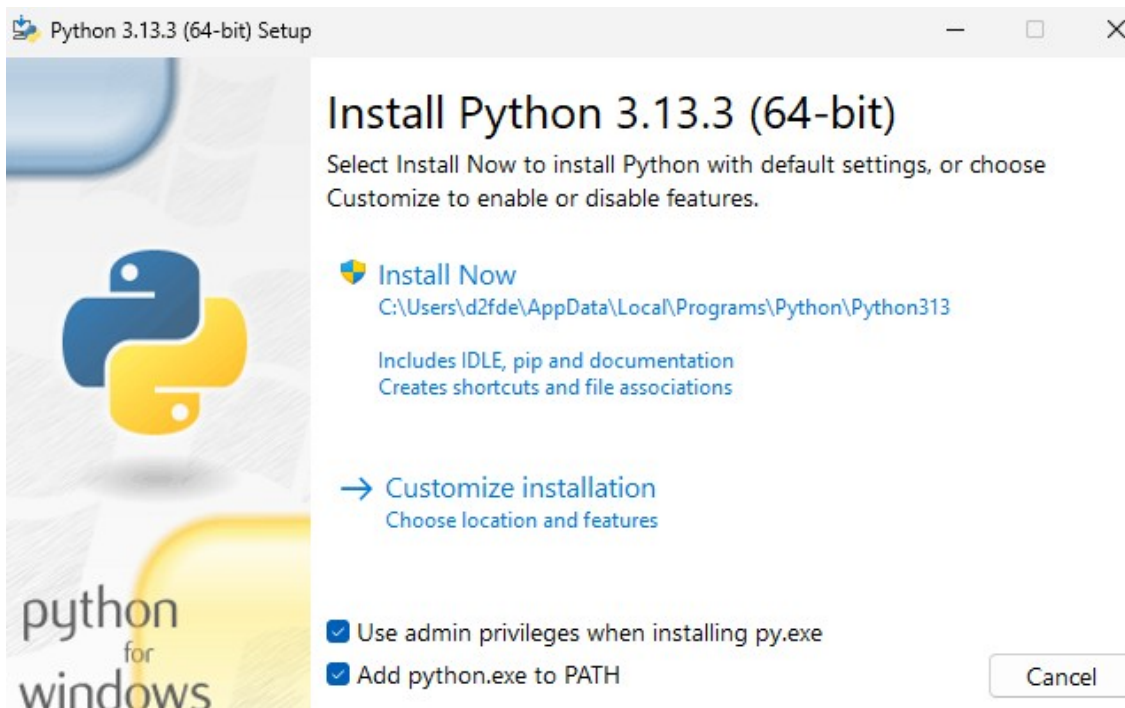 Python 3.13.3 (64-bit) Setup
Install Python 3.13.3 (64-bit)
Select Install Now to install Python with default settings, or choose
Customize to enable or disable features.
Install Now
C:\Users\d2fde\AppData\Local\Programs\Python\Python313
Includes IDLE, pip and documentation
Creates shortcuts and file associations
Customize installation
Choose location and features
python
for
windows
Use admin privileges when installing py.exe
Add python.exe to PATH
Cancel